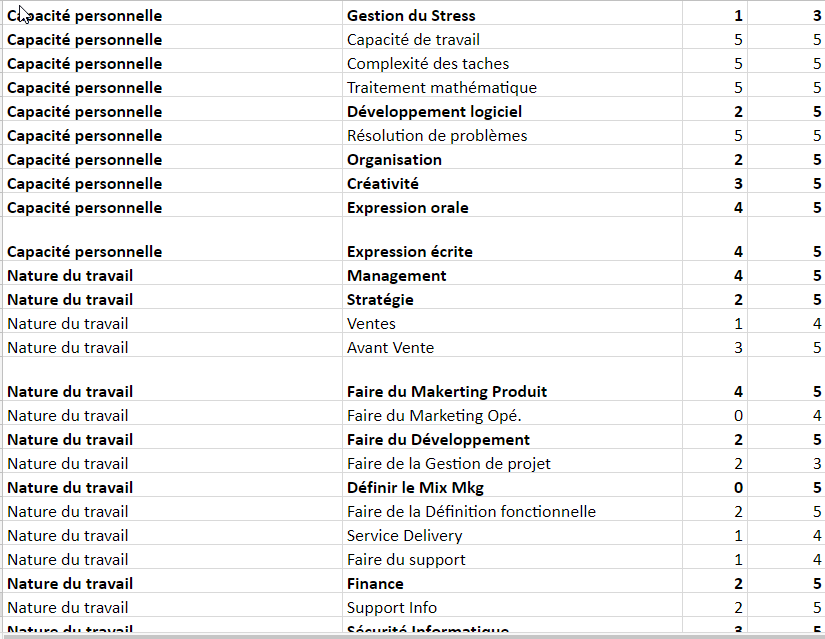 Capacité personnelle Gestion du Stress 1 3
Capacité personnelle Capacité de travail 5 5
Capacité personnelle Complexité des taches 5 5
Capacité personnelle Traitement mathématique 5 5
Capacité personnelle Développement logiciel 2 5
Capacité personnelle Résolution de problèmes 5 5
Capacité personnelle Organisation 2 5
Capacité personnelle Créativité 3 5
Capacité personnelle Expression orale 4 5
Capacité personnelle Expression écrite 4 5
Nature du travail Management 4 5
Nature du travail Stratégie 2 5
Nature du travail Ventes 1 4
Nature du travail Avant Vente 3 5
Nature du travail Faire du Makerting Produit 4 5
Nature du travail Faire du Marketing Opé. 0 4
Nature du travail Faire du Développement 2 5
Nature du travail Faire de la Gestion de projet 2 3
Nature du travail Définir le Mix Mkg 0 5
Nature du travail Faire de la Définition fonctionnelle 2 5
Nature du travail Service Delivery 1 4
Nature du travail Faire du support 1 4
Nature du travail Finance 2 5
Nature du travail Support Info 2 5
Nature du travail Sécurité Informatique 3 5